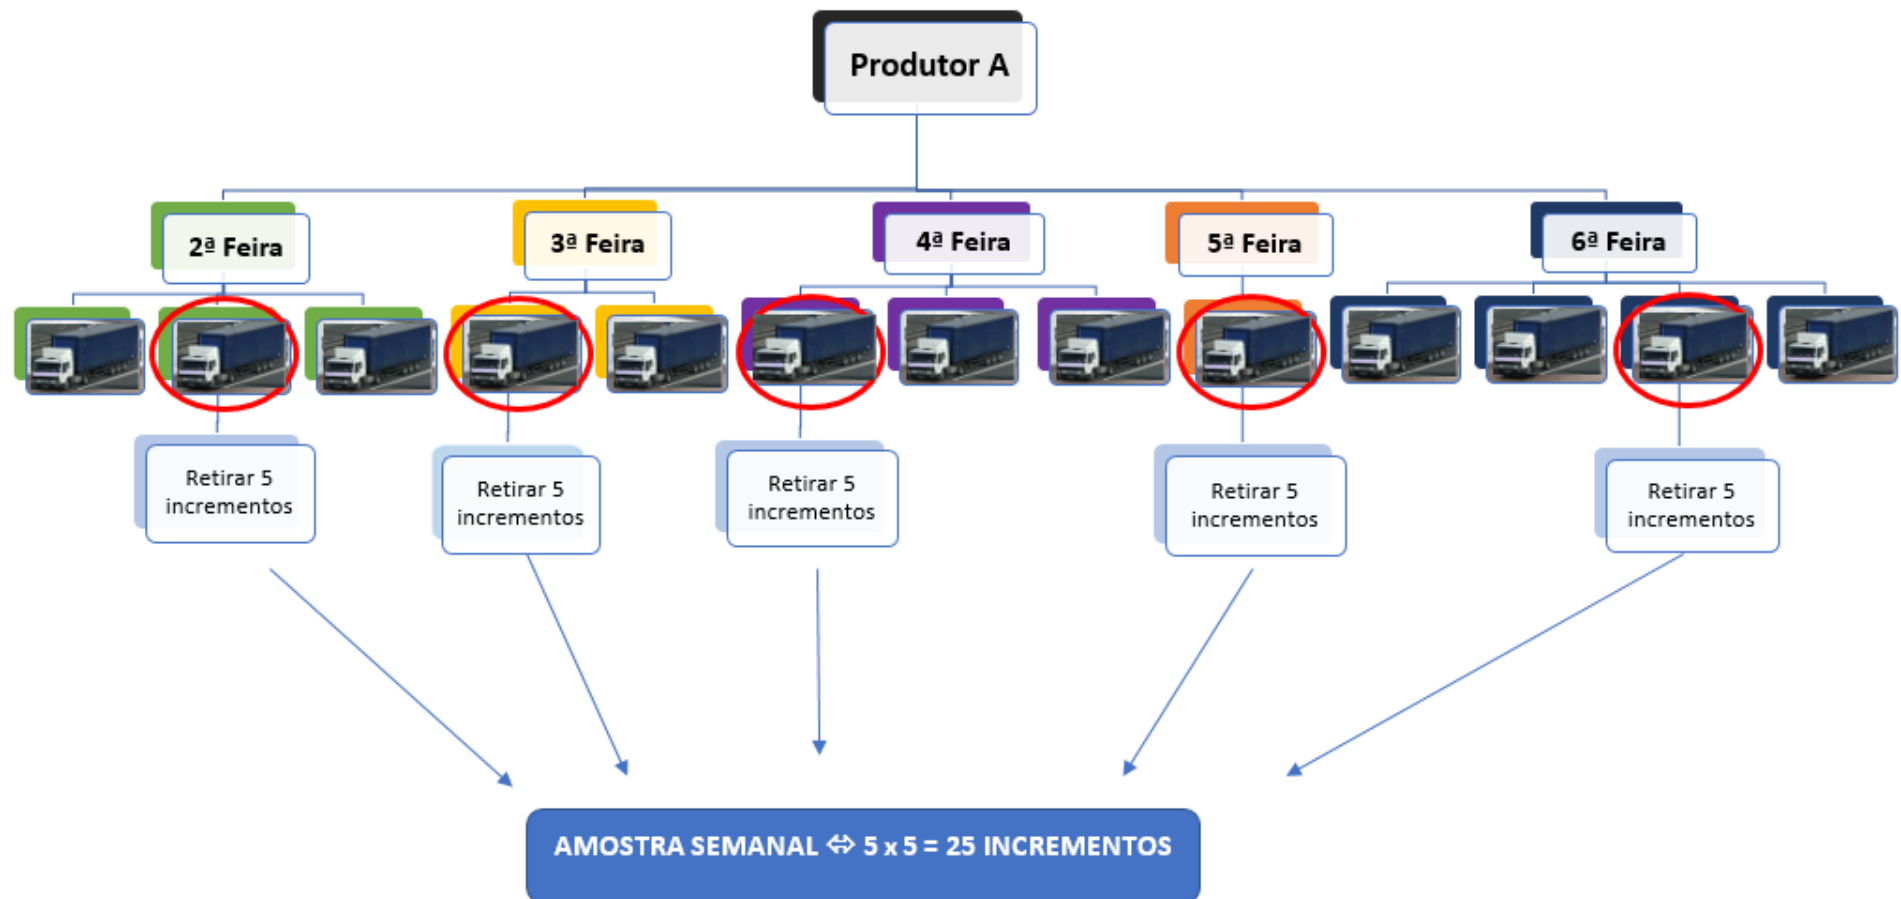 Produtor A
2ª Feira
3ª Feira
4ª Feira
5ª Feira
6ª Feira
Retirar 5
incrementos
Retirar 5
incrementos
Retirar 5
incrementos
Retirar 5
incrementos
Retirar 5
incrementos
AMOSTRA SEMANAL ⇔ 5 x 5 = 25 INCREMENTOS